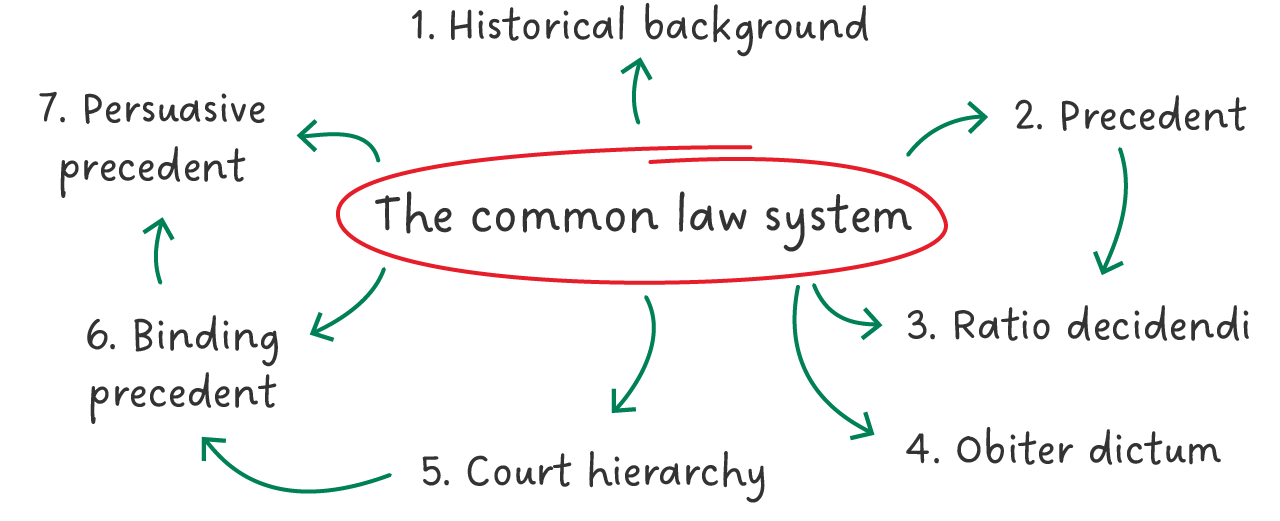 1. Historical background
2. Precedent
3. Ratio decidendi
4. Obiter dictum
5. Court hierarchy
6. Binding
precedent
7. Persuasive
precedent
The common law system